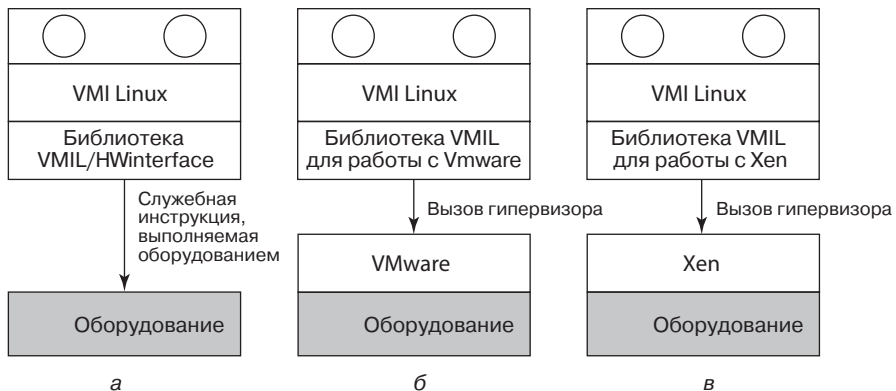 VMI Linux
Библиотека
VMIL/HWinterface
Служебная
инструкция,
выполняемая
оборудованием
Оборудование
а
VMI Linux
Библиотека VMIL
для работы с Vmware
Вызов гипервизора
VMware
Оборудование
б
VMI Linux
Библиотека VMIL
для работы с Xen
Вызов гипервизора
Xen
Оборудование
в